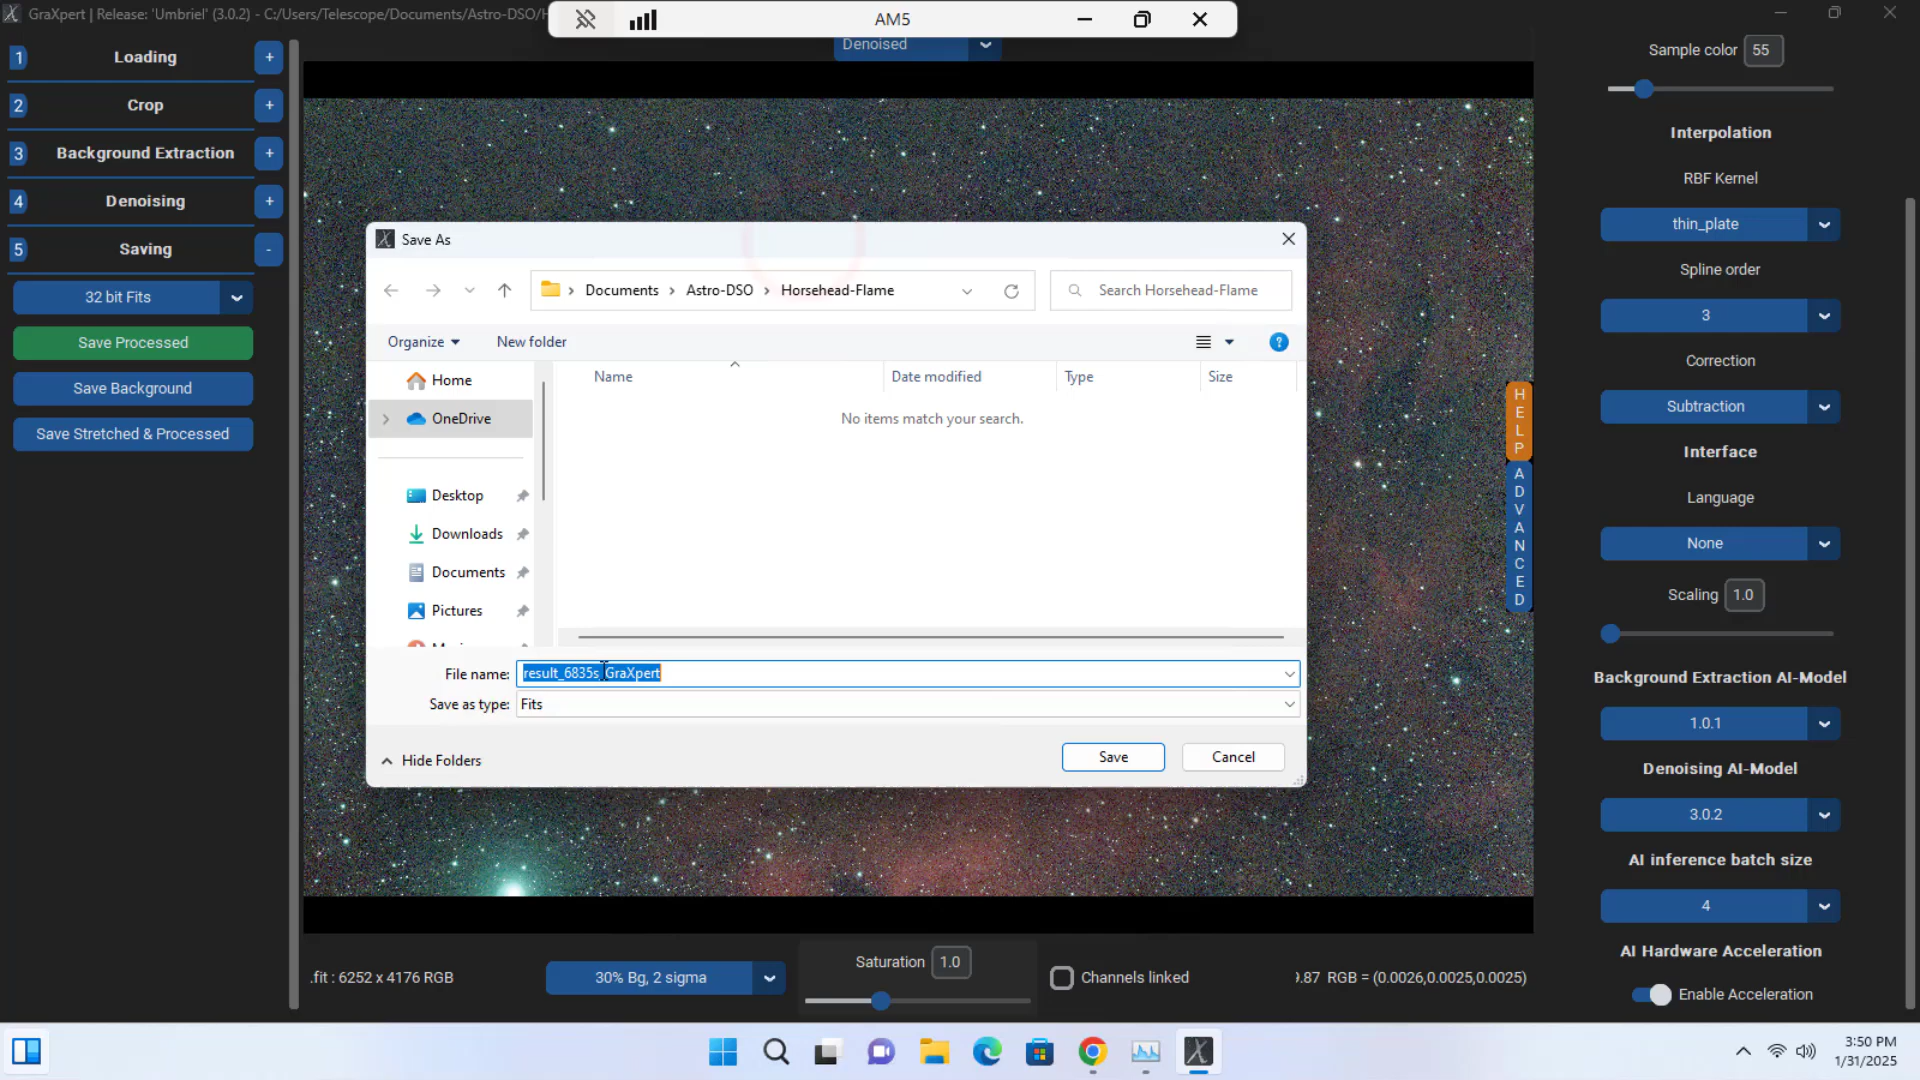 GraXpert | Release: 'Umbriel' (3.0.2) - C:/Users/Telescope/Documents/Astro-DSO/H
AM5
Denoised
1 Loading +
2 Crop +
3 Background Extraction +
4 Denoising +
5 Saving -
32 bit Fits
Save Processed
Save Background
Save Stretched & Processed
Save As
Documents > Astro-DSO > Horsehead-Flame
Search Horsehead-Flame
Organize
New folder
?
Name
Date modified
Type
Size
No items match your search.
Home
OneDrive
Desktop
Downloads
Documents
Pictures
File name: result_6835s_GraXpert
Save as type: Fits
Hide Folders
Save
Cancel
HELP
ADVANCED
Sample color 55
Interpolation
RBF Kernel
thin_plate
Spline order
3
Correction
Subtraction
Interface
Language
None
Scaling 1.0
Background Extraction AI-Model
1.0.1
Denoising AI-Model
3.0.2
AI inference batch size
4
AI Hardware Acceleration
Enable Acceleration
.fit : 6252 x 4176 RGB
30% Bg, 2 sigma
Saturation 1.0
Channels linked
9.87 RGB = (0.0026,0.0025,0.0025)
3:50 PM
1/31/2025